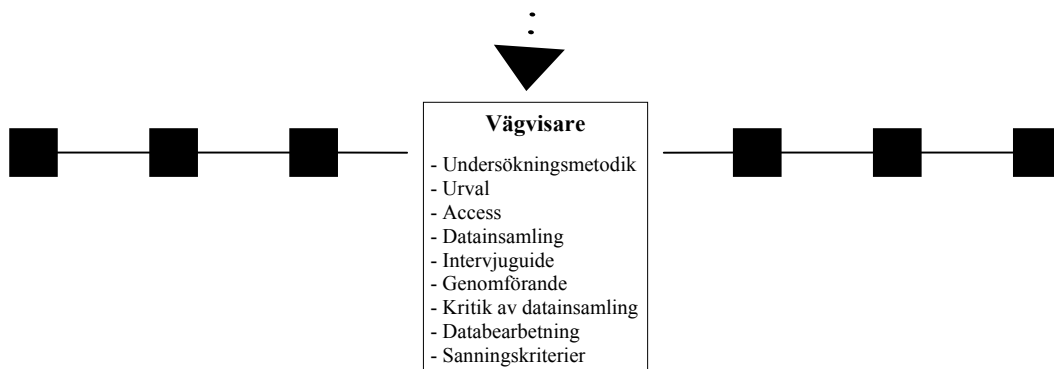 Vägvisare
- Undersökningsmetodik
- Urval
- Access
- Datainsamling
- Intervjuguide
- Genomförande
- Kritik av datainsamling
- Databearbetning
- Sanningskriterier